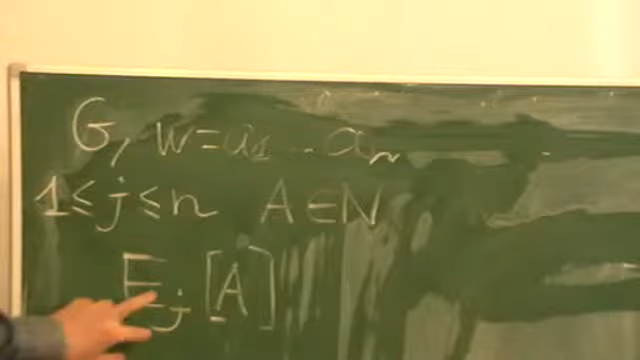 G, w = a₁ ... aₙ
1 ≤ j ≤ n A ∈ N
E_j [A]